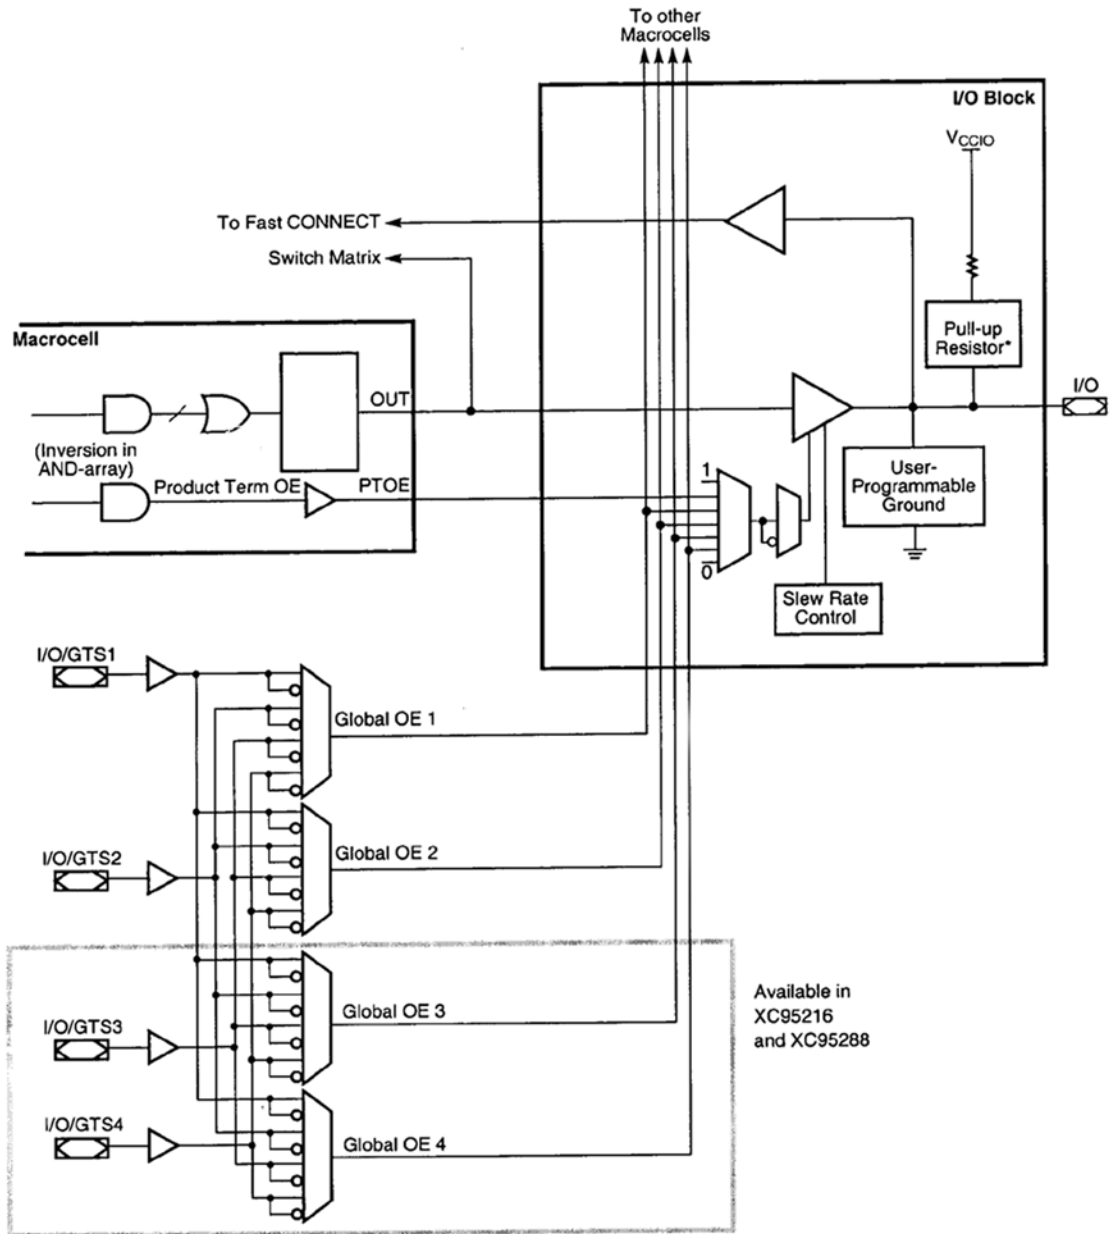 To other
Macrocells
I/O Block
VCCIO
To Fast CONNECT
Switch Matrix
Pull-up
Resistor*
Macrocell
I/O
OUT
(Inversion in
AND-array)
Product Term OE
PTOE
1
User-
Programmable
Ground
0
Slew Rate
Control
I/O/GTS1
Global OE 1
I/O/GTS2
Global OE 2
Available in
XC95216
and XC95288
I/O/GTS3
Global OE 3
I/O/GTS4
Global OE 4